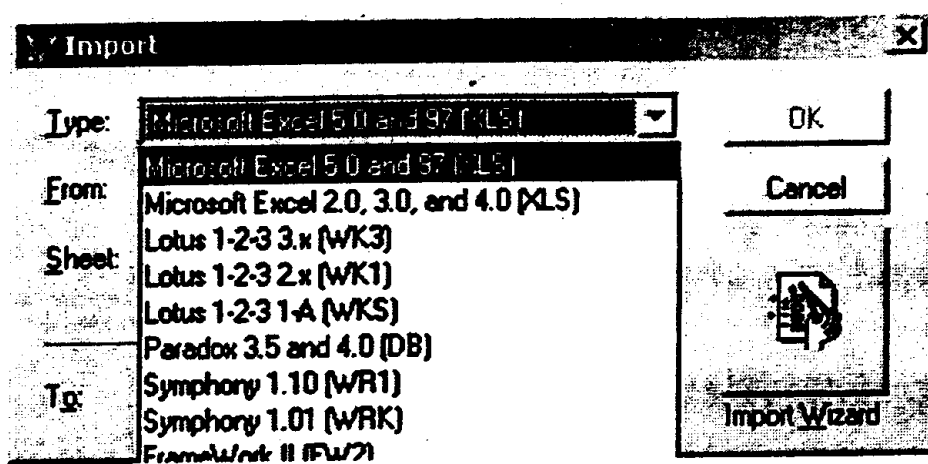 Import
Type: Microsoft Excel 5.0 and 97 (XLS)
OK
Microsoft Excel 5.0 and 97 (XLS)
From:
Cancel
Microsoft Excel 2.0, 3.0, and 4.0 (XLS)
Lotus 1-2-3 3.x (WK3)
Sheet:
Lotus 1-2-3 2.x (WK1)
Lotus 1-2-3 1-A (WKS)
Paradox 3.5 and 4.0 (DB)
To:
Symphony 1.10 (WR1)
Symphony 1.01 (WRK)
Import Wizard
FrameWork II (FW2)